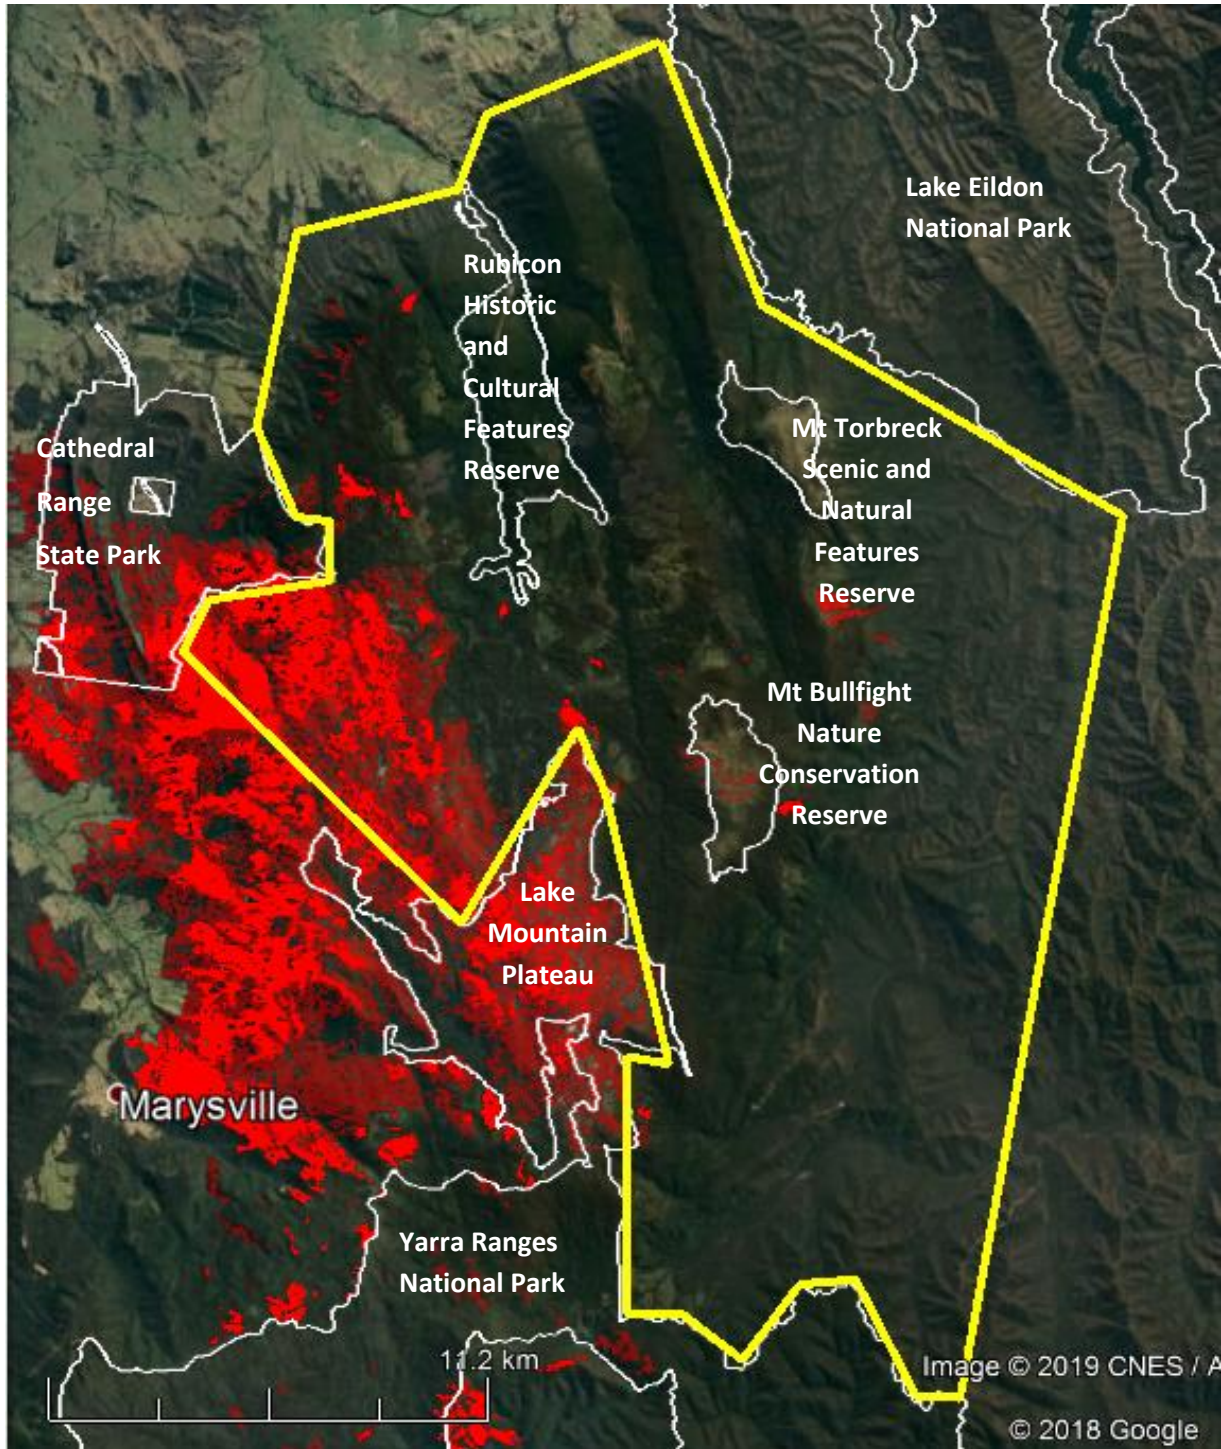 Lake Eildon
National Park
Rubicon
Historic
and
Cultural
Features
Reserve
Cathedral
Range
State Park
Mt Torbreck
Scenic and
Natural
Features
Reserve
Mt Bullfight
Nature
Conservation
Reserve
Lake
Mountain
Plateau
Marysville
Yarra Ranges
National Park
11.2 km
Image © 2019 CNES / A
© 2018 Google